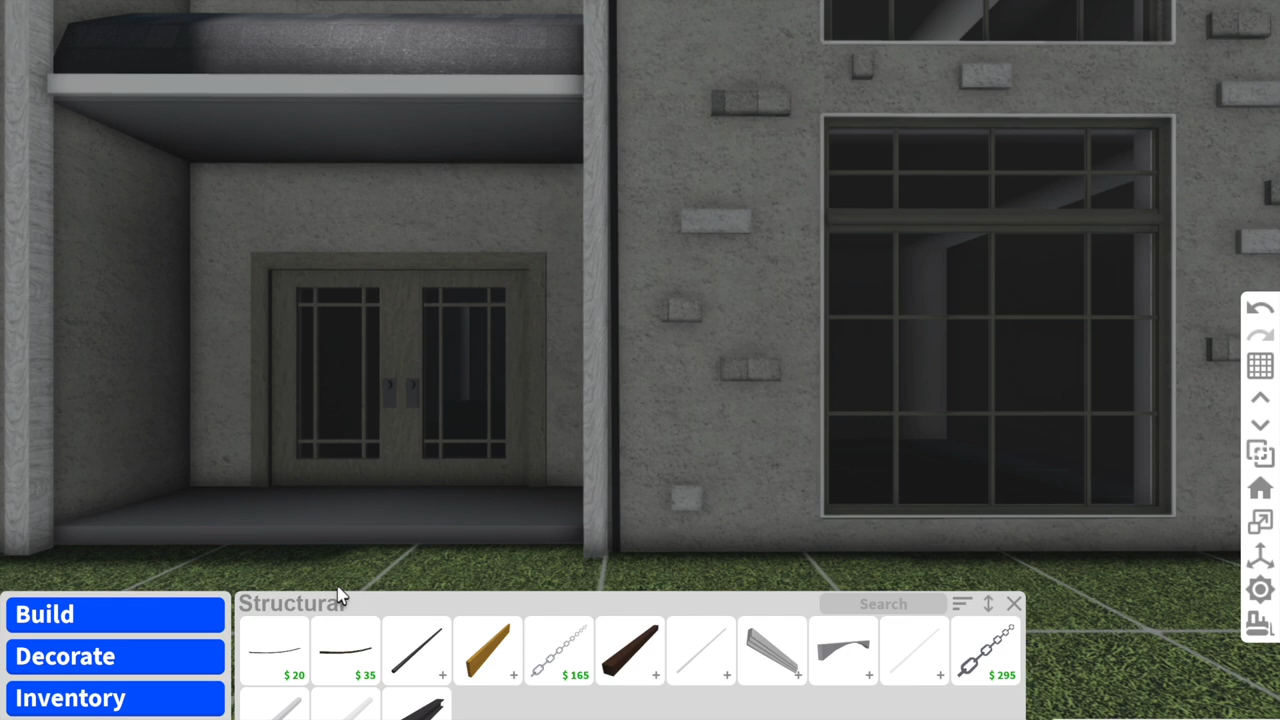 Build
Decorate
Inventory
Structural
Search
$ 20
$ 35
+
+
$ 165
+
+
+
+
+
$ 295